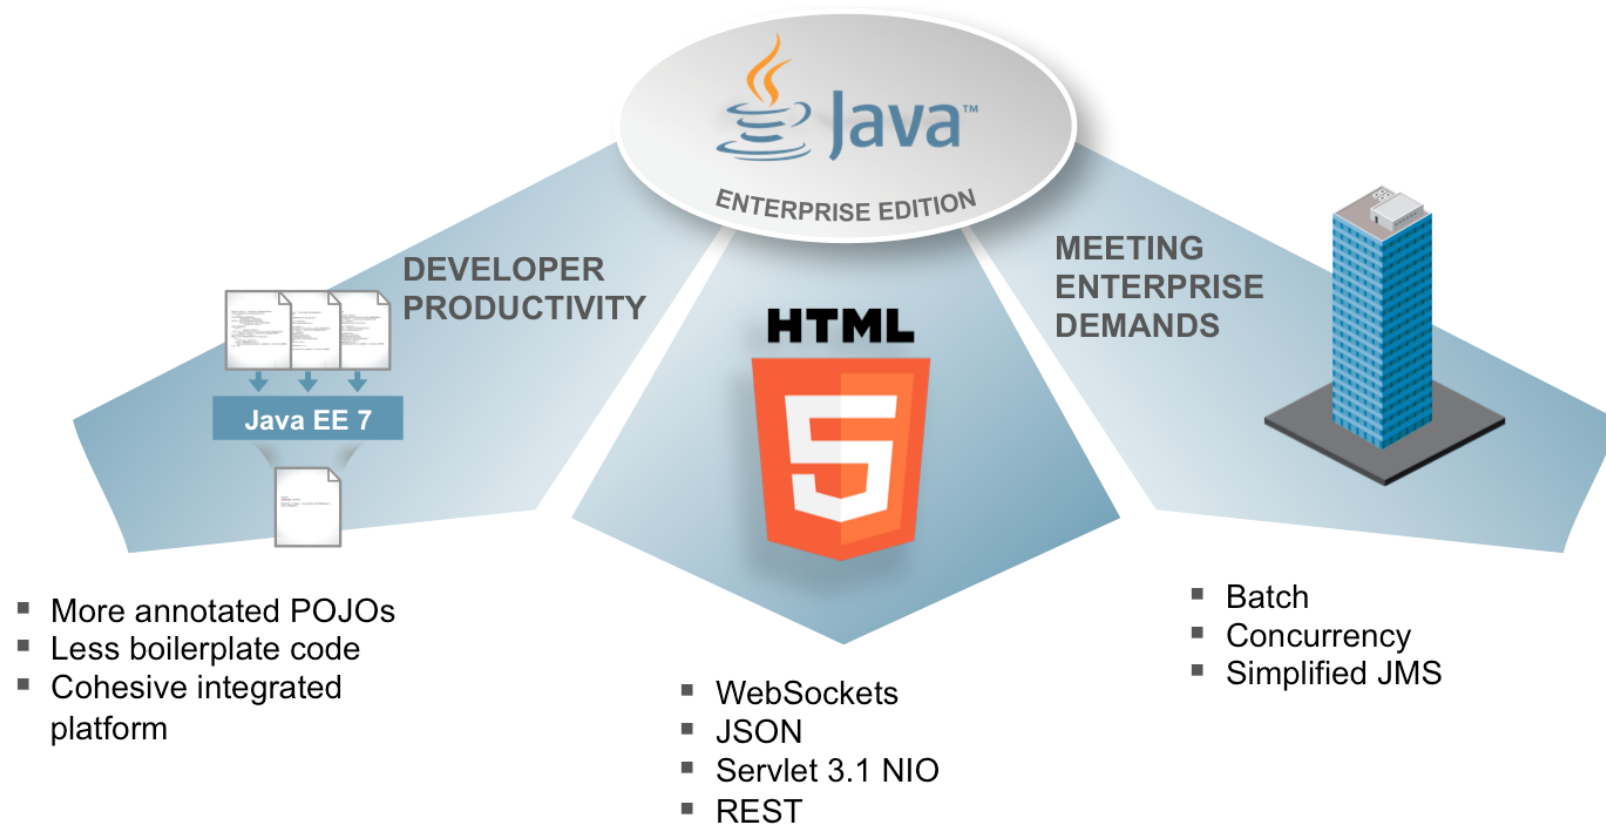 Java™
ENTERPRISE EDITION
DEVELOPER
PRODUCTIVITY
Java EE 7
HTML
5
MEETING
ENTERPRISE
DEMANDS
▪ More annotated POJOs
▪ Less boilerplate code
▪ Cohesive integrated
platform
▪ WebSockets
▪ JSON
▪ Servlet 3.1 NIO
▪ REST
▪ Batch
▪ Concurrency
▪ Simplified JMS